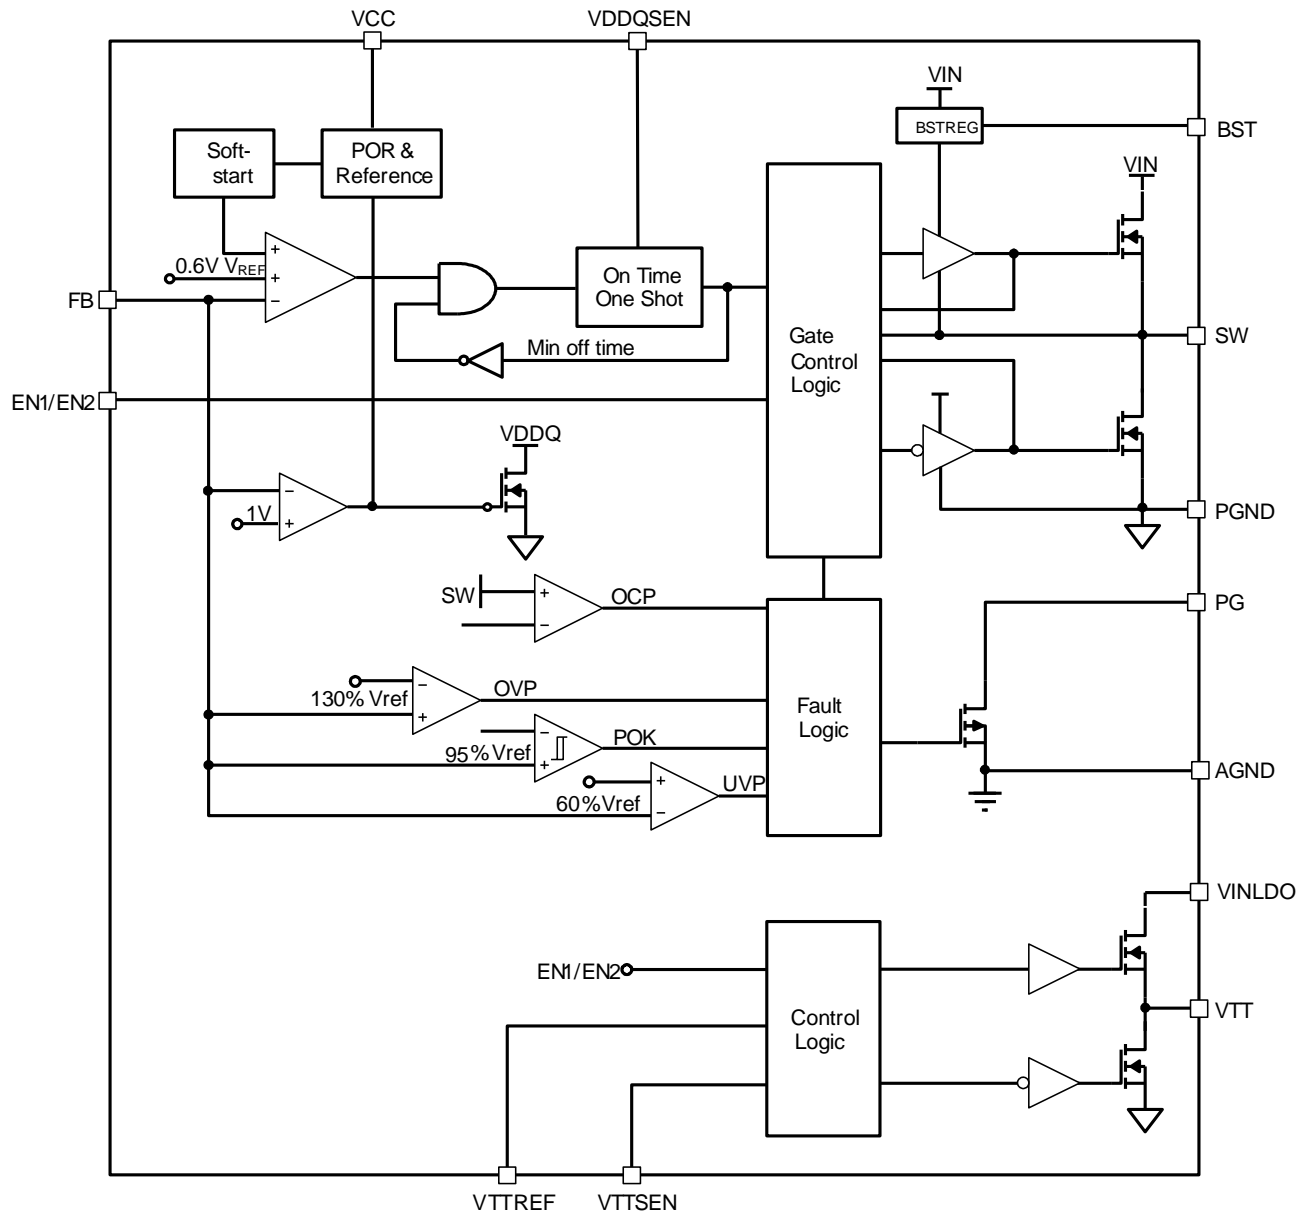 VCC
VDDQSEN
VIN
BSTREG
BST
Soft-
start
POR &
Reference
VIN
+
0.6V VREF
+
−
FB
On Time
One Shot
Min off time
Gate
Control
Logic
SW
EN1/EN2
VDDQ
−
1V
+
PGND
SW
+
−
OCP
PG
130% Vref
−
+
OVP
Fault
Logic
95% Vref
−
+
POK
AGND
60%Vref
+
−
UVP
VINLDO
EN1/EN2
Control
Logic
VTT
VTTREF
VTTSEN